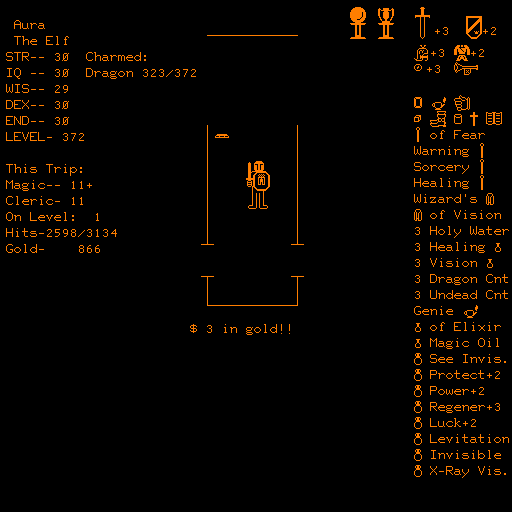 Aura
The Elf
STR-- 30 Charmed:
IQ -- 30 Dragon 323/372
WIS-- 29
DEX-- 30
END-- 30
LEVEL- 372
This Trip:
Magic-- 11+
Cleric- 11
On Level: 1
Hits-2598/3134
Gold- 866
$ 3 in gold!!
+3 +2
+3 +2
+3
of Fear
Warning
Sorcery
Healing
Wizard's
of Vision
3 Holy Water
3 Healing
3 Vision
3 Dragon Cnt
3 Undead Cnt
Genie
of Elixir
Magic Oil
See Invis.
Protect+2
Power+2
Regener+3
Luck+2
Levitation
Invisible
X-Ray Vis.